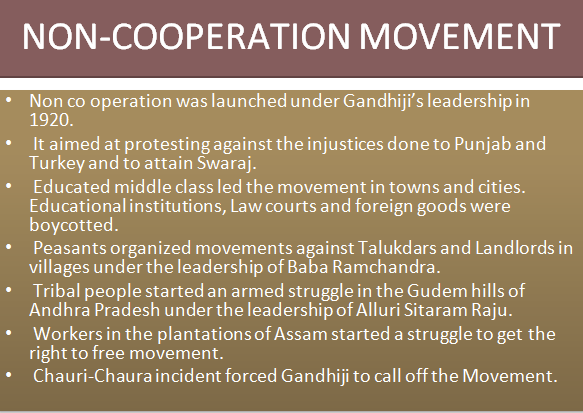 NON-COOPERATION MOVEMENT
• Non co operation was launched under Gandhiji's leadership in
1920.
• It aimed at protesting against the injustices done to Punjab and
Turkey and to attain Swaraj.
• Educated middle class led the movement in towns and cities.
Educational institutions, Law courts and foreign goods were
boycotted.
• Peasants organized movements against Talukdars and Landlords in
villages under the leadership of Baba Ramchandra.
• Tribal people started an armed struggle in the Gudem hills of
Andhra Pradesh under the leadership of Alluri Sitaram Raju.
• Workers in the plantations of Assam started a struggle to get the
right to free movement.
• Chauri-Chaura incident forced Gandhiji to call off the Movement.